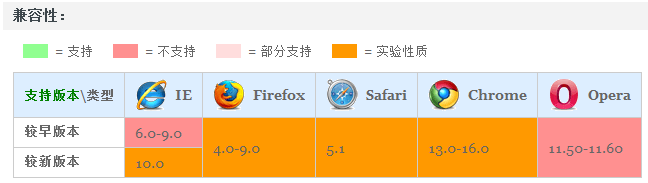 兼容性：
= 支持 = 不支持 = 部分支持 = 实验性质
支持版本\类型 IE Firefox Safari Chrome Opera
较早版本 6.0-9.0 4.0-9.0 5.1 13.0-16.0 11.50-11.60
较新版本 10.0